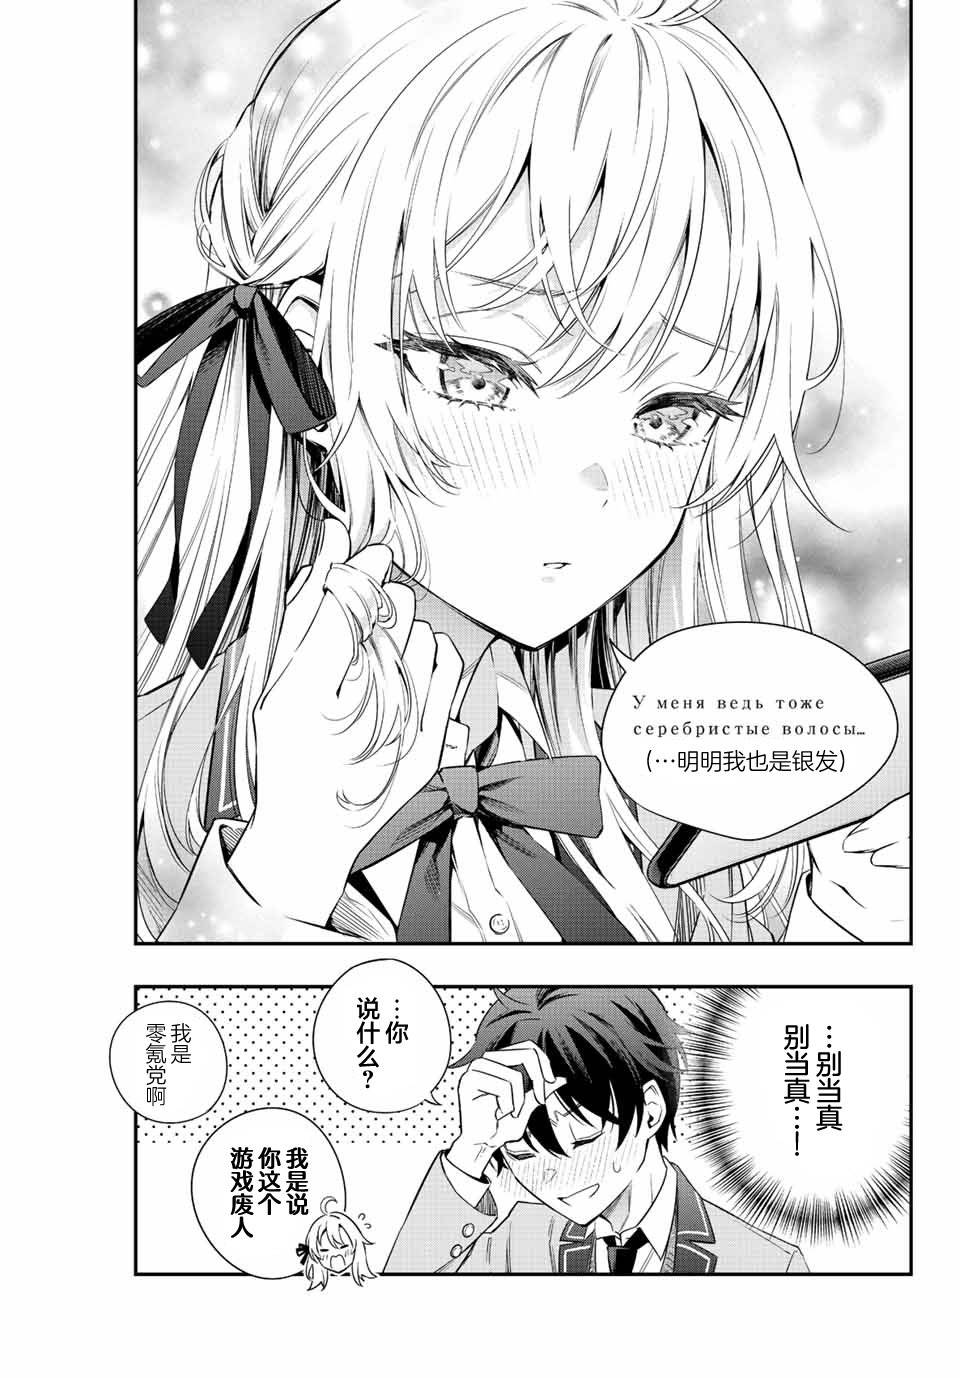 У меня ведь тоже
серебристые волосы…
(…明明我也是银发)
…别当真
别当真…!
…你
说什么?
我是说
你这个
游戏废人
我是
零氪党啊